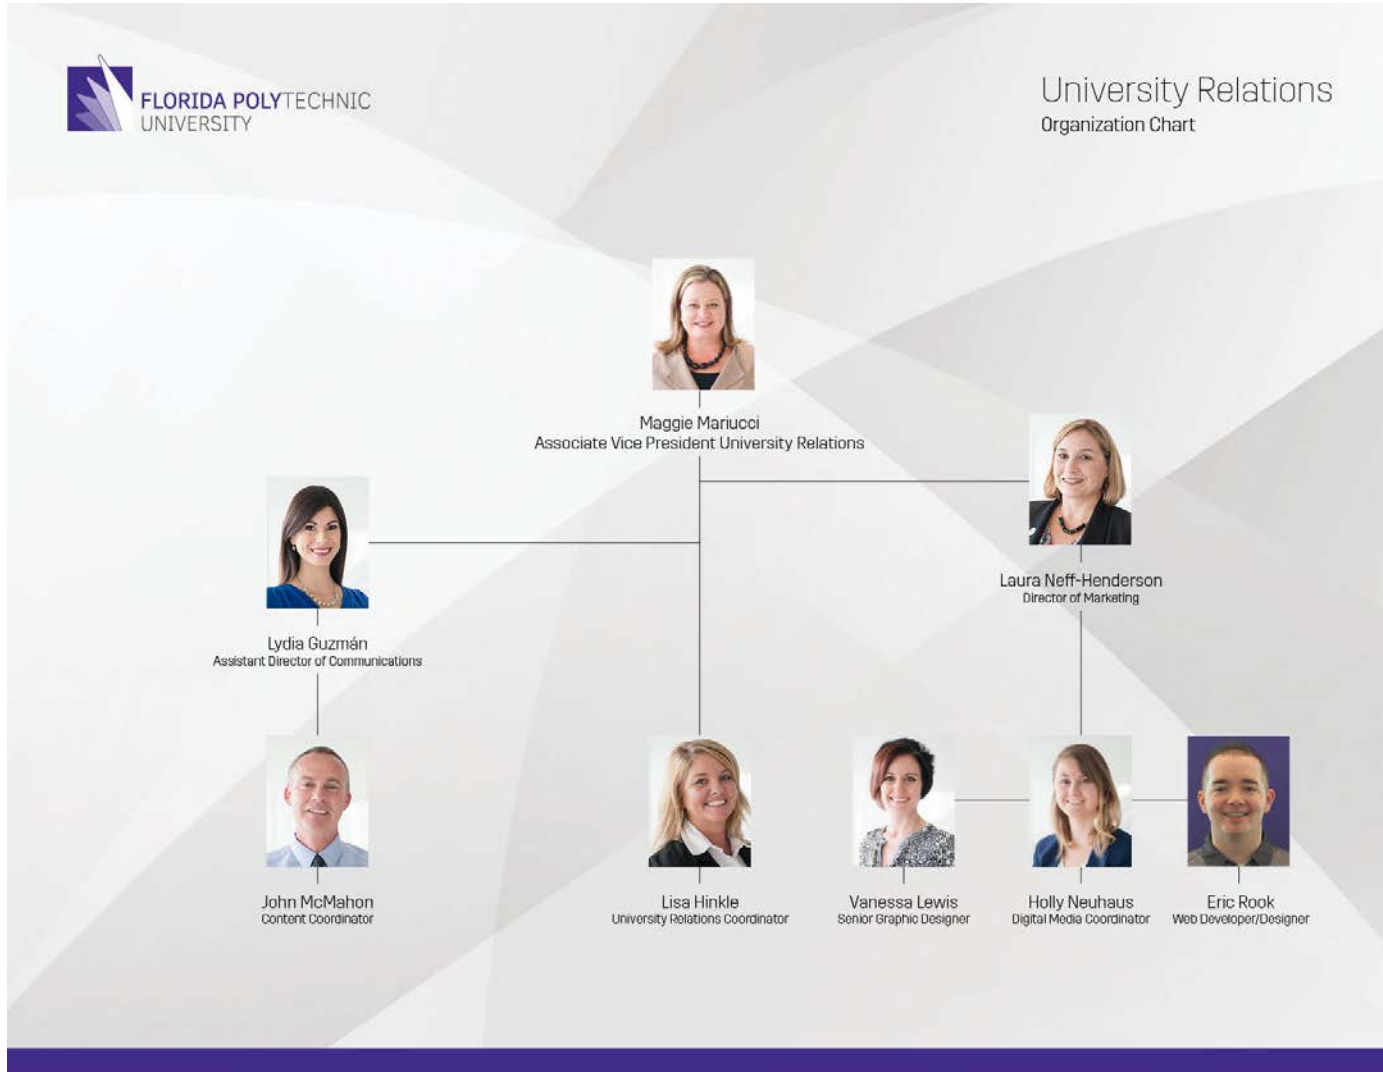 FLORIDA POLYTECHNIC
UNIVERSITY
University Relations
Organization Chart
Maggie Mariucci
Associate Vice President University Relations
Laura Neff-Henderson
Director of Marketing
Lydia Guzmán
Assistant Director of Communications
John McMahon
Content Coordinator
Lisa Hinkle
University Relations Coordinator
Vanessa Lewis
Senior Graphic Designer
Holly Neuhaus
Digital Media Coordinator
Eric Rook
Web Developer/Designer